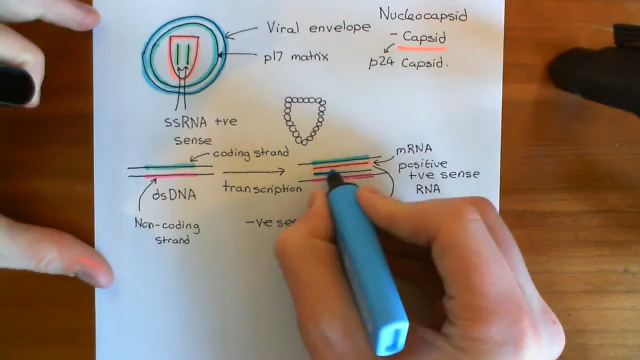 Viral envelope
p17 matrix
Nucleocapsid
- Capsid
p24 Capsid.
ssRNA +ve
sense
coding strand
dsDNA
Non-coding
strand
transcription
mRNA
positive
+ve sense
RNA
-ve